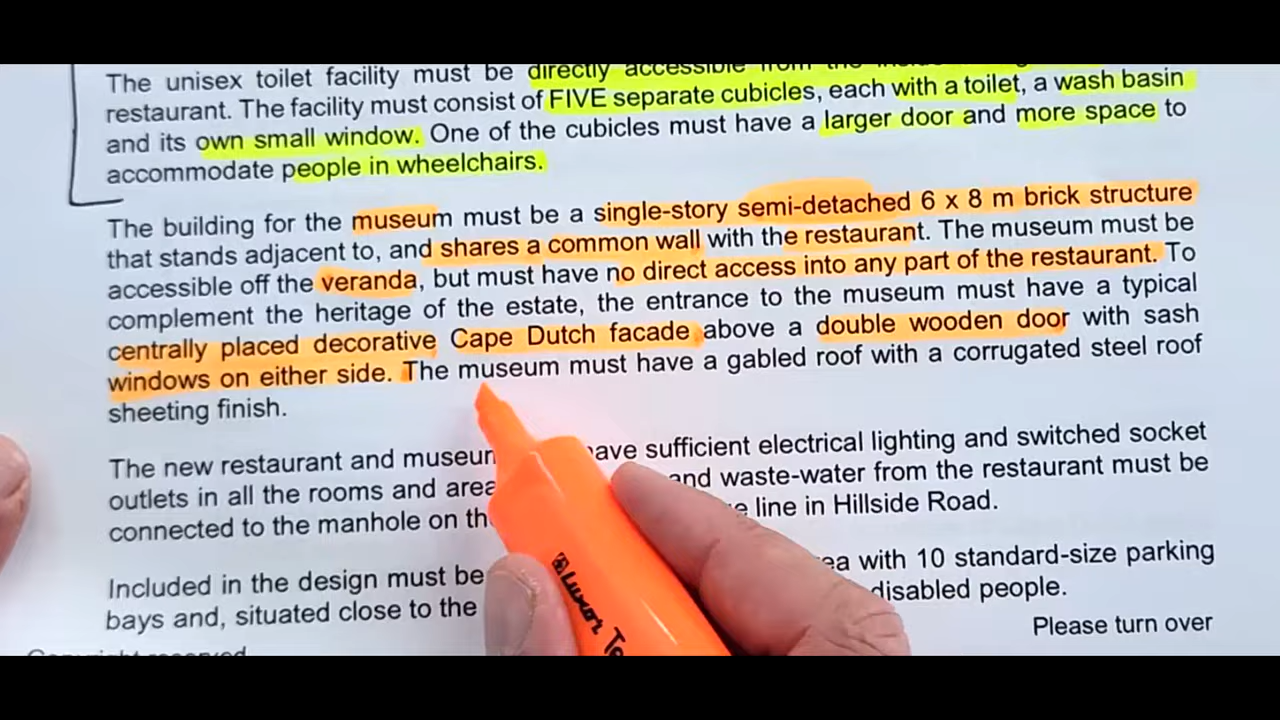 The unisex toilet facility must be directly accessible from the
restaurant. The facility must consist of FIVE separate cubicles, each with a toilet, a wash basin
and its own small window. One of the cubicles must have a larger door and more space to
accommodate people in wheelchairs.
The building for the museum must be a single-story semi-detached 6 x 8 m brick structure
that stands adjacent to, and shares a common wall with the restaurant. The museum must be
accessible off the veranda, but must have no direct access into any part of the restaurant. To
complement the heritage of the estate, the entrance to the museum must have a typical
centrally placed decorative Cape Dutch facade above a double wooden door with sash
windows on either side. The museum must have a gabled roof with a corrugated steel roof
sheeting finish.
The new restaurant and have sufficient electrical lighting and switched socket
outlets in all the rooms and and waste-water from the restaurant must be
connected to the manhole on line in Hillside Road.
Included in the design must be with 10 standard-size parking
bays and, situated close to the disabled people.
Please turn over
Copyright reserved
Luxor